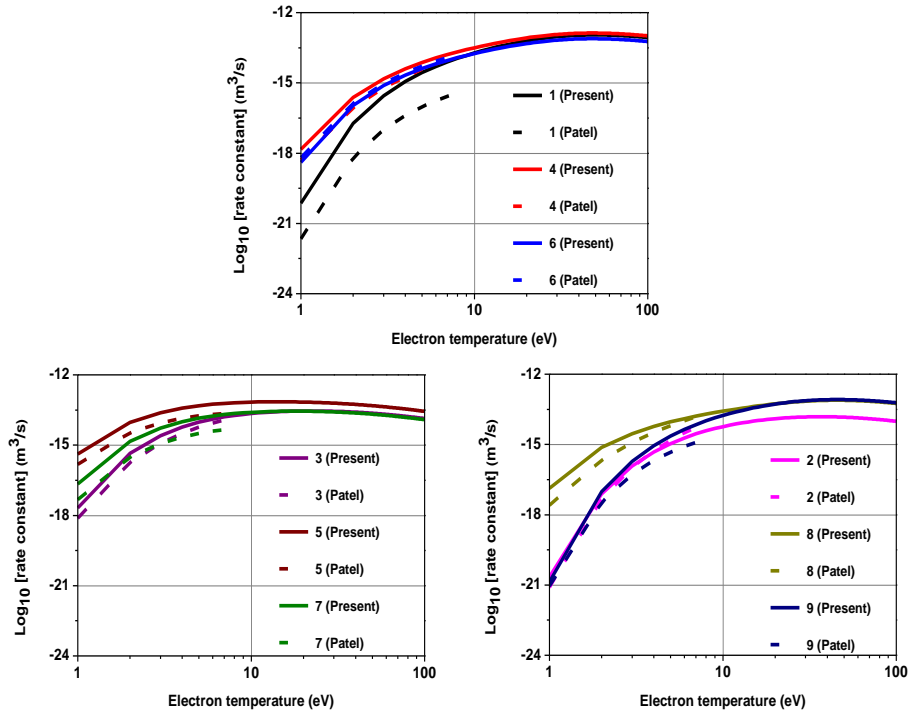 -12
-15
-18
-21
-24
Log10 [rate constant] (m3/s)
1 (Present)
1 (Patel)
4 (Present)
4 (Patel)
6 (Present)
6 (Patel)
1 10 100
Electron temperature (eV)
-12
-15
-18
-21
-24
Log10 [rate constant] (m3/s)
3 (Present)
3 (Patel)
5 (Present)
5 (Patel)
7 (Present)
7 (Patel)
1 10 100
Electron temperature (eV)
-12
-15
-18
-21
-24
Log10 [rate constant] (m3/s)
2 (Present)
2 (Patel)
8 (Present)
8 (Patel)
9 (Present)
9 (Patel)
1 10 100
Electron temperature (eV)